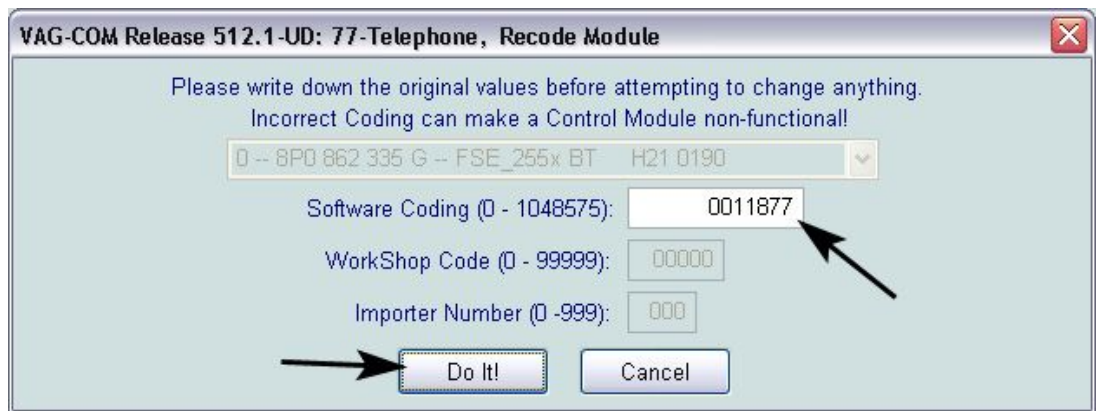 VAG-COM Release 512.1-UD: 77-Telephone, Recode Module
Please write down the original values before attempting to change anything.
Incorrect Coding can make a Control Module non-functional!
0 -- 8P0 862 335 G -- FSE_255x BT H21 0190
Software Coding (0 - 1048575): 0011877
WorkShop Code (0 - 99999): 00000
Importer Number (0 -999): 000
Do It! Cancel